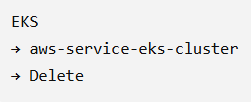 EKS
→ aws-service-eks-cluster
→ Delete